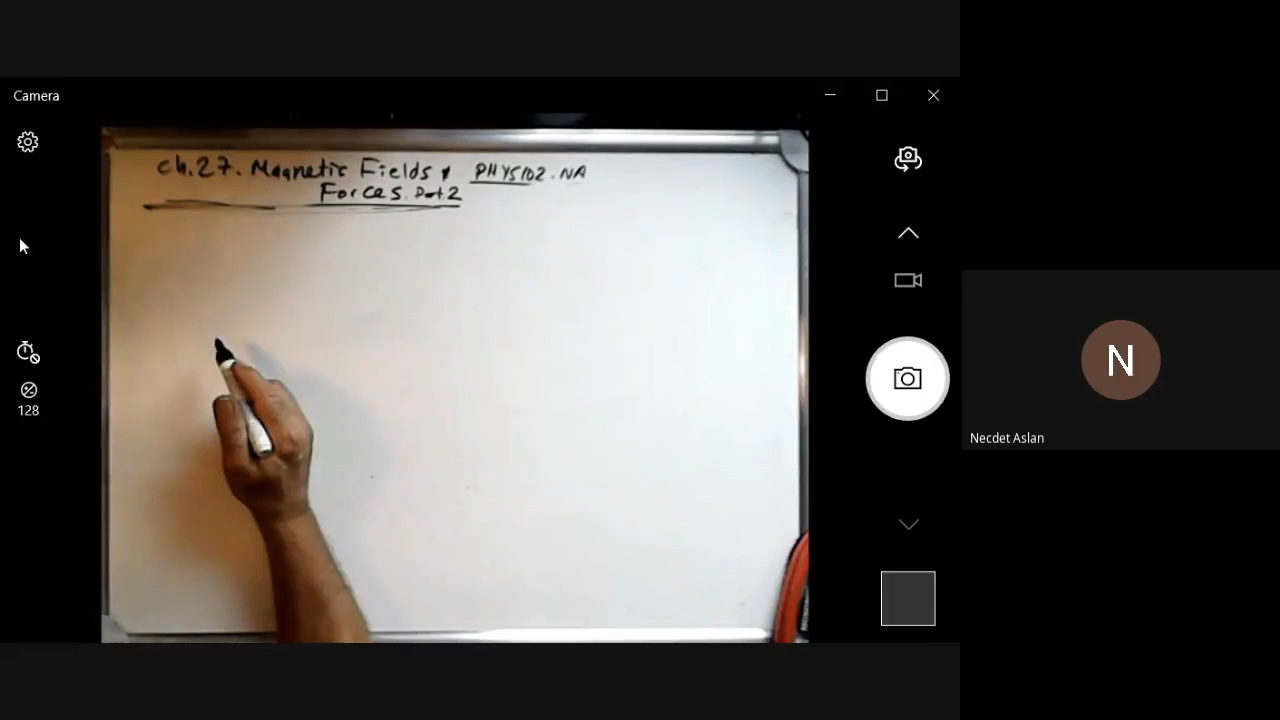 Camera
Ch.27. Magnetic Fields & PHYS102.NA
Forces. Part.2
128
N
Necdet Aslan